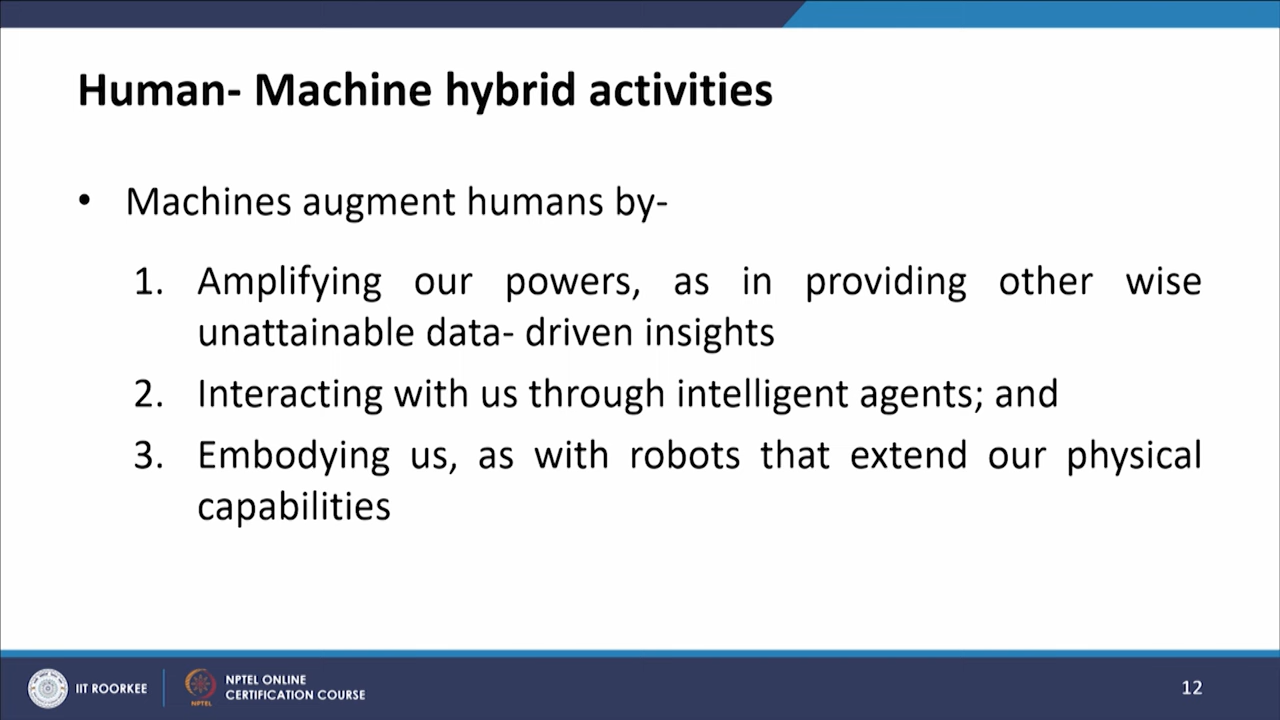 Human- Machine hybrid activities
• Machines augment humans by-
1. Amplifying our powers, as in providing other wise
unattainable data- driven insights
2. Interacting with us through intelligent agents; and
3. Embodying us, as with robots that extend our physical
capabilities
IIT ROORKEE
NPTEL
NPTEL ONLINE
CERTIFICATION COURSE
12